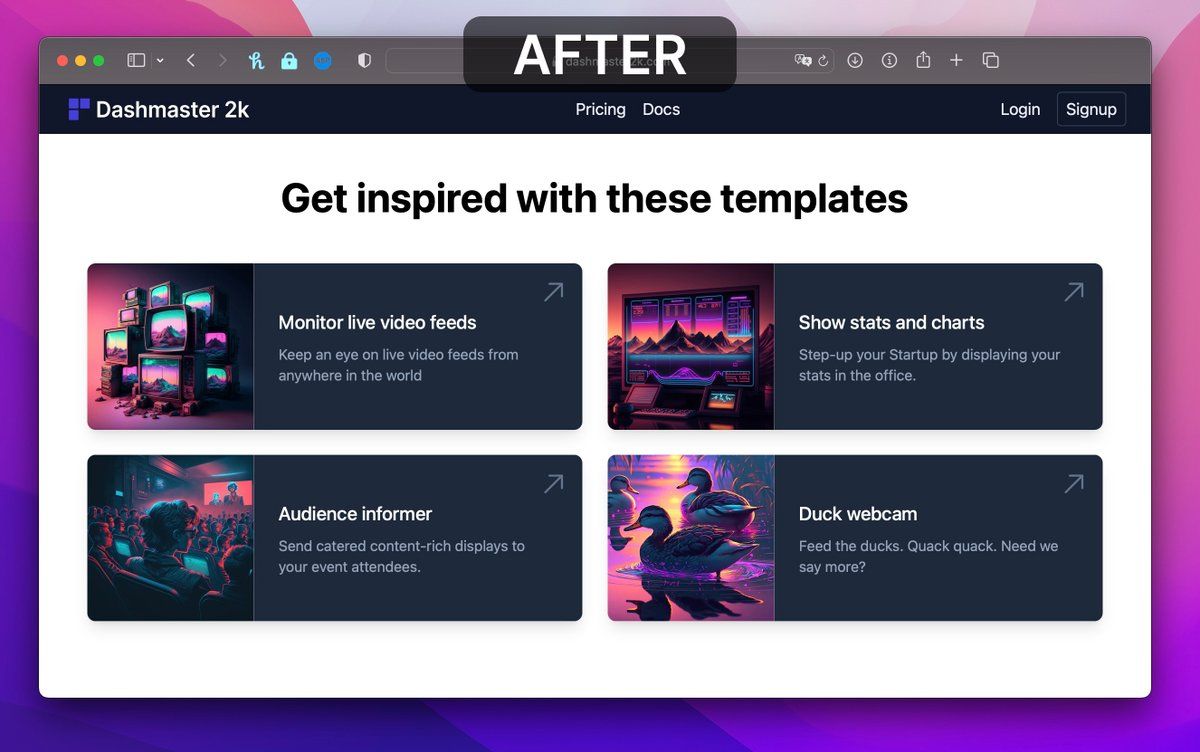 AFTER
Dashmaster 2k
Pricing
Docs
Login
Signup
Get inspired with these templates
Monitor live video feeds
Keep an eye on live video feeds from
anywhere in the world
Show stats and charts
Step-up your Startup by displaying your
stats in the office.
Audience informer
Send catered content-rich displays to
your event attendees.
Duck webcam
Feed the ducks. Quack quack. Need we
say more?